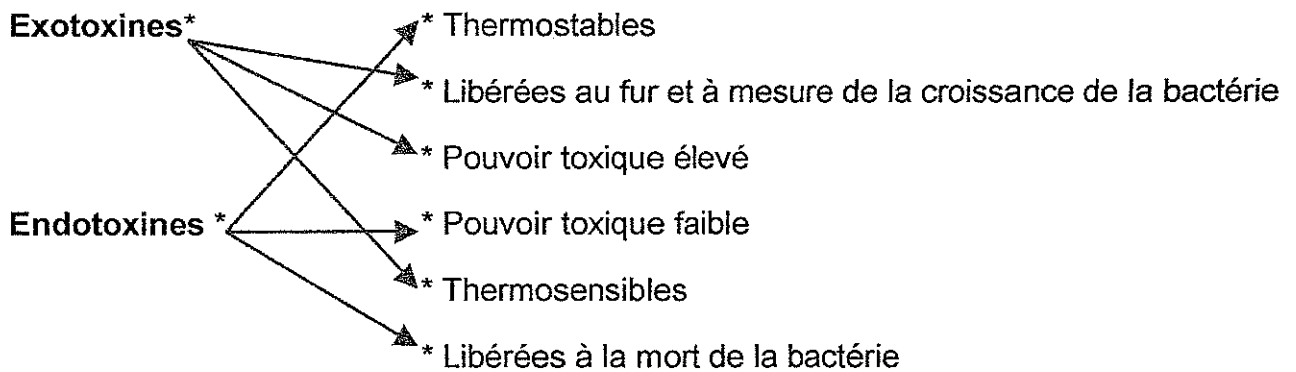 Exotoxines* * Thermostables
* Libérées au fur et à mesure de la croissance de la bactérie
* Pouvoir toxique élevé
Endotoxines * * Pouvoir toxique faible
* Thermosensibles
* Libérées à la mort de la bactérie